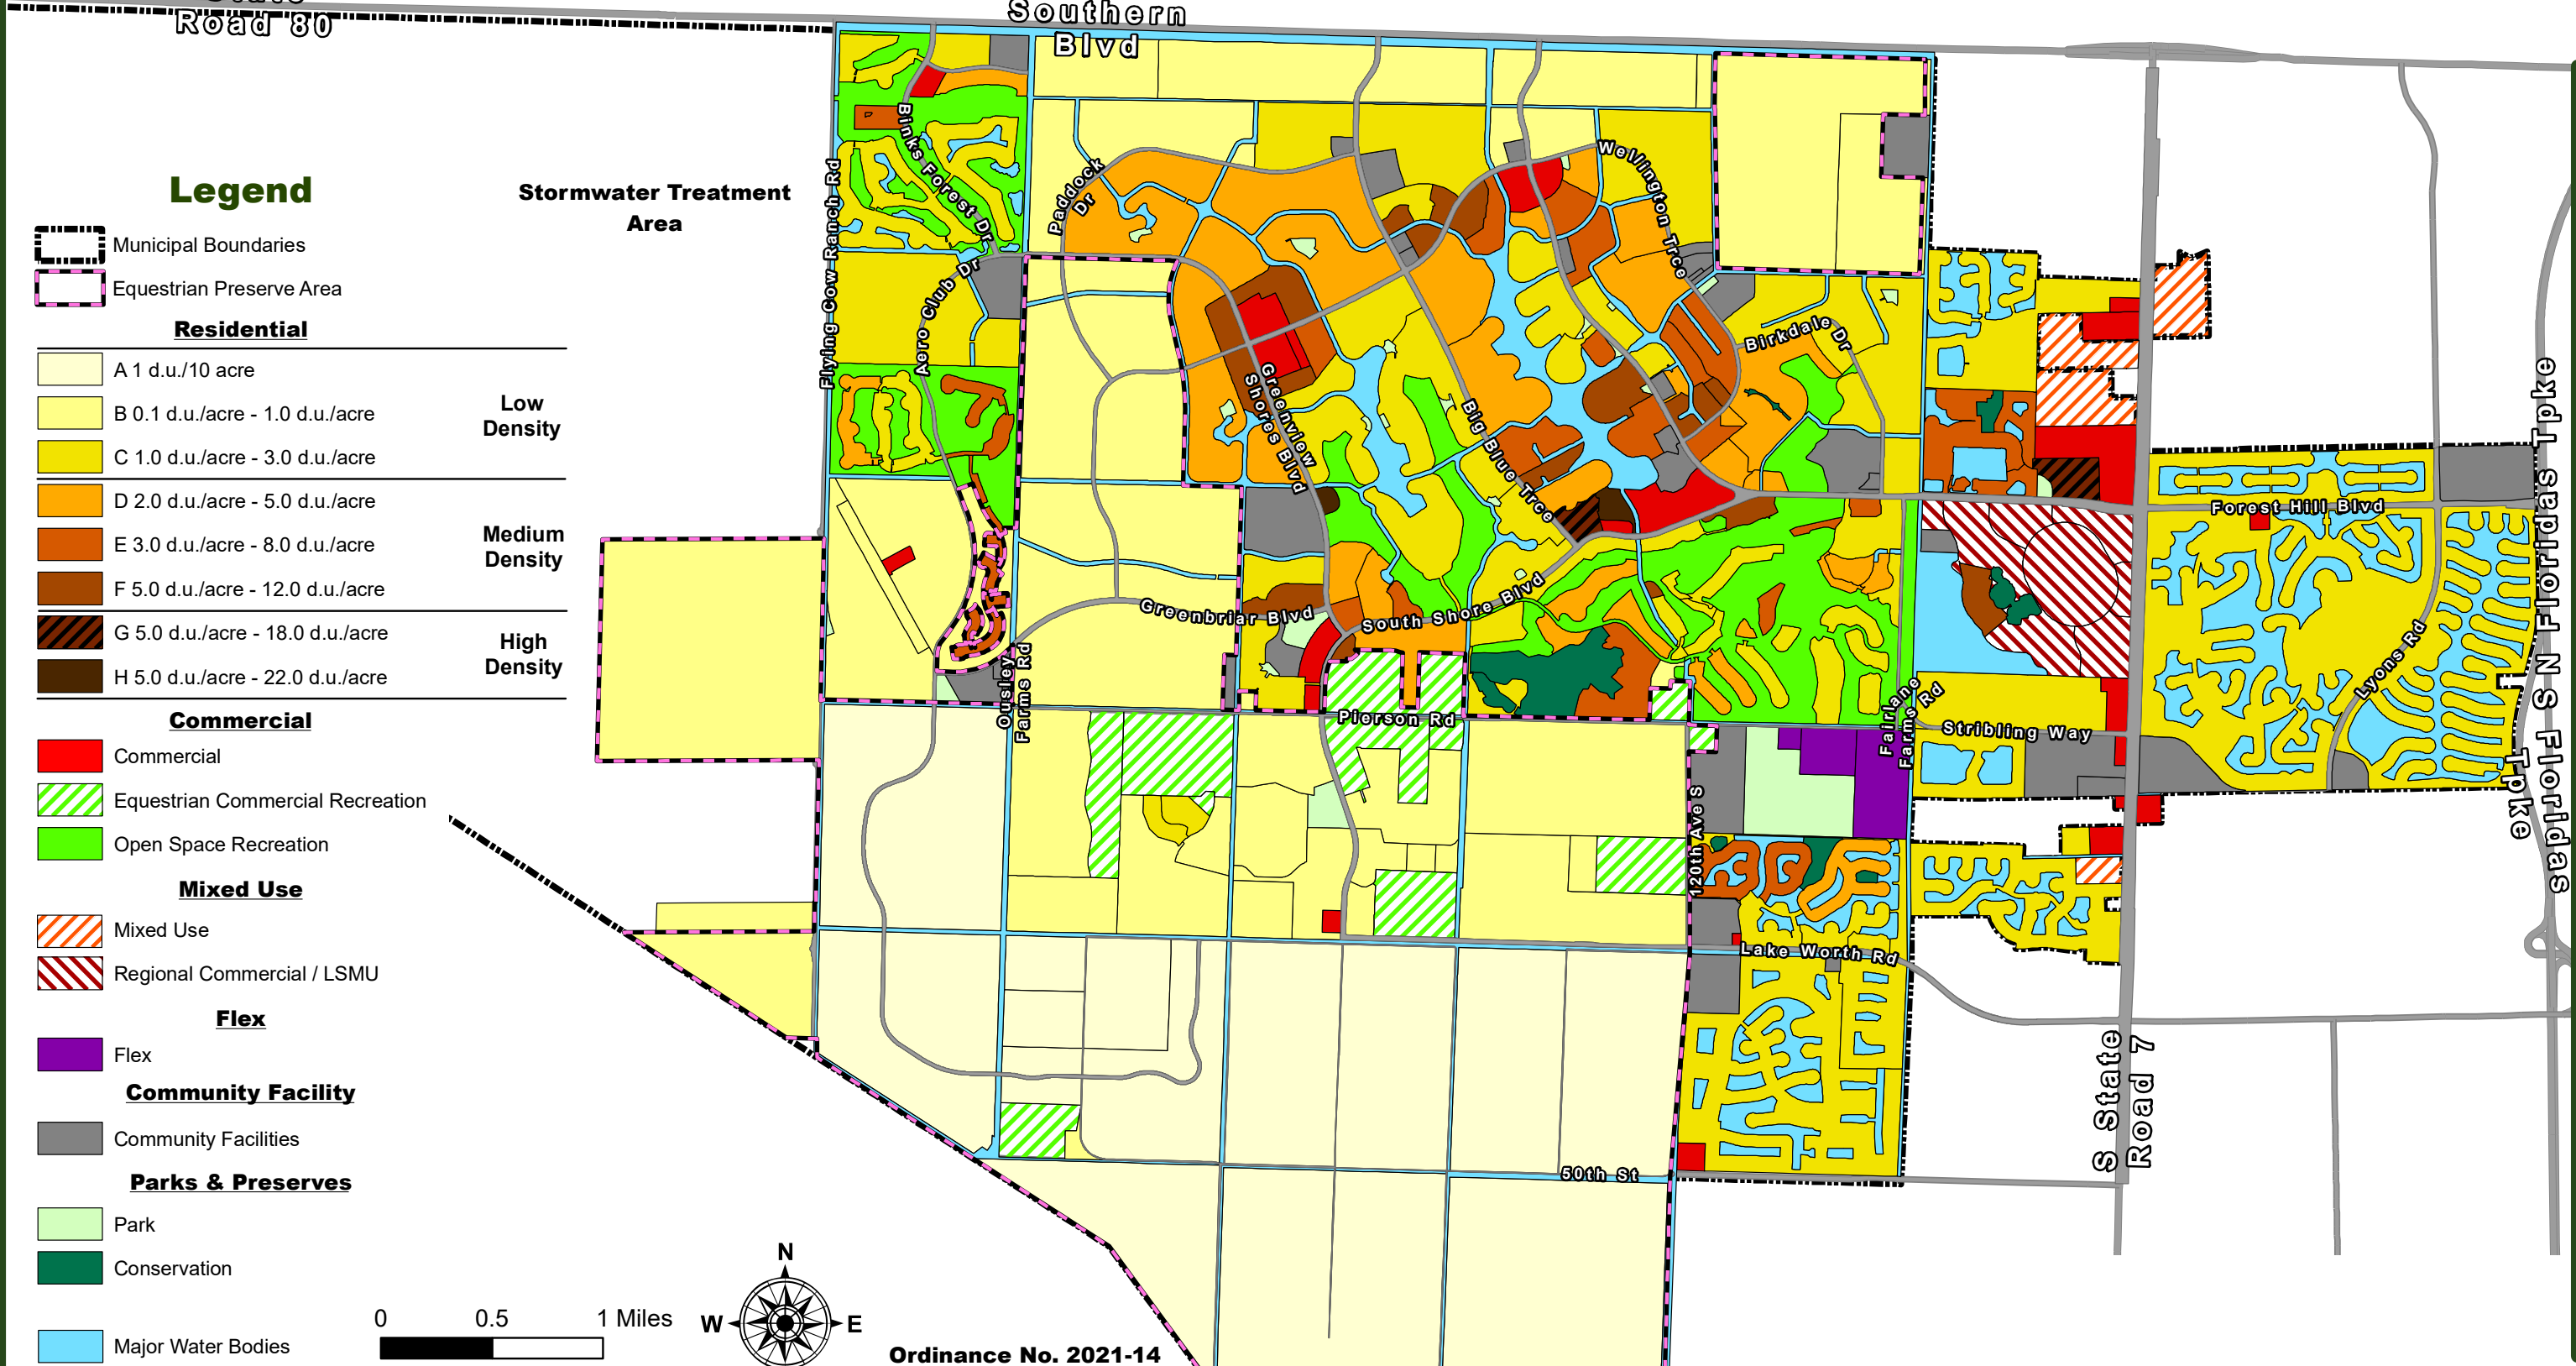 State
Road 80
Southern
Blvd
Legend
Municipal Boundaries
Equestrian Preserve Area
Residential
A 1 d.u./10 acre
B 0.1 d.u./acre - 1.0 d.u./acre
C 1.0 d.u./acre - 3.0 d.u./acre
Low
Density
D 2.0 d.u./acre - 5.0 d.u./acre
E 3.0 d.u./acre - 8.0 d.u./acre
F 5.0 d.u./acre - 12.0 d.u./acre
Medium
Density
G 5.0 d.u./acre - 18.0 d.u./acre
H 5.0 d.u./acre - 22.0 d.u./acre
High
Density
Commercial
Commercial
Equestrian Commercial Recreation
Open Space Recreation
Mixed Use
Mixed Use
Regional Commercial / LSMU
Flex
Flex
Community Facility
Community Facilities
Parks & Preserves
Park
Conservation
Major Water Bodies
0 0.5 1 Miles
N
W E
Ordinance No. 2021-14
Stormwater Treatment
Area
Flying Cow Ranch Rd
Binks Forest Dr
Aero Club Dr
Paddock
Dr
Wellington Trce
Birkdale Dr
Greenview
Shores Blvd
Big Blue Trce
Forest Hill Blvd
Greenbriar Blvd
South Shore Blvd
Ousley
Farms Rd
Pierson Rd
Fairlane
Farms Rd
Stribling Way
Lyons Rd
120th Ave S
Lake Worth Rd
50th St
S State
Road 7
SN Floridas Tpke
Floridas
Tpke